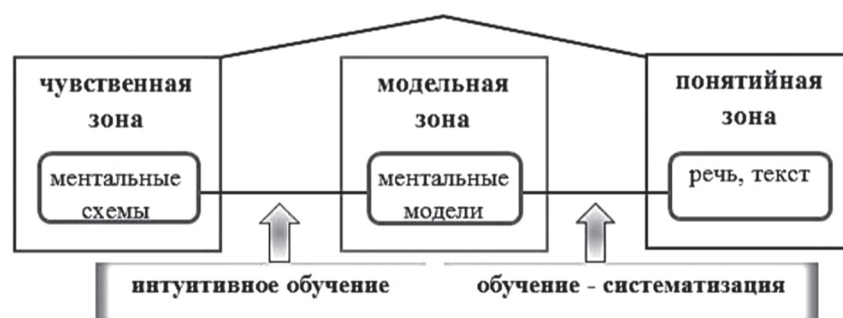 чувственная
зона
ментальные
схемы
модельная
зона
ментальные
модели
понятийная
зона
речь, текст
интуитивное обучение
обучение - систематизация